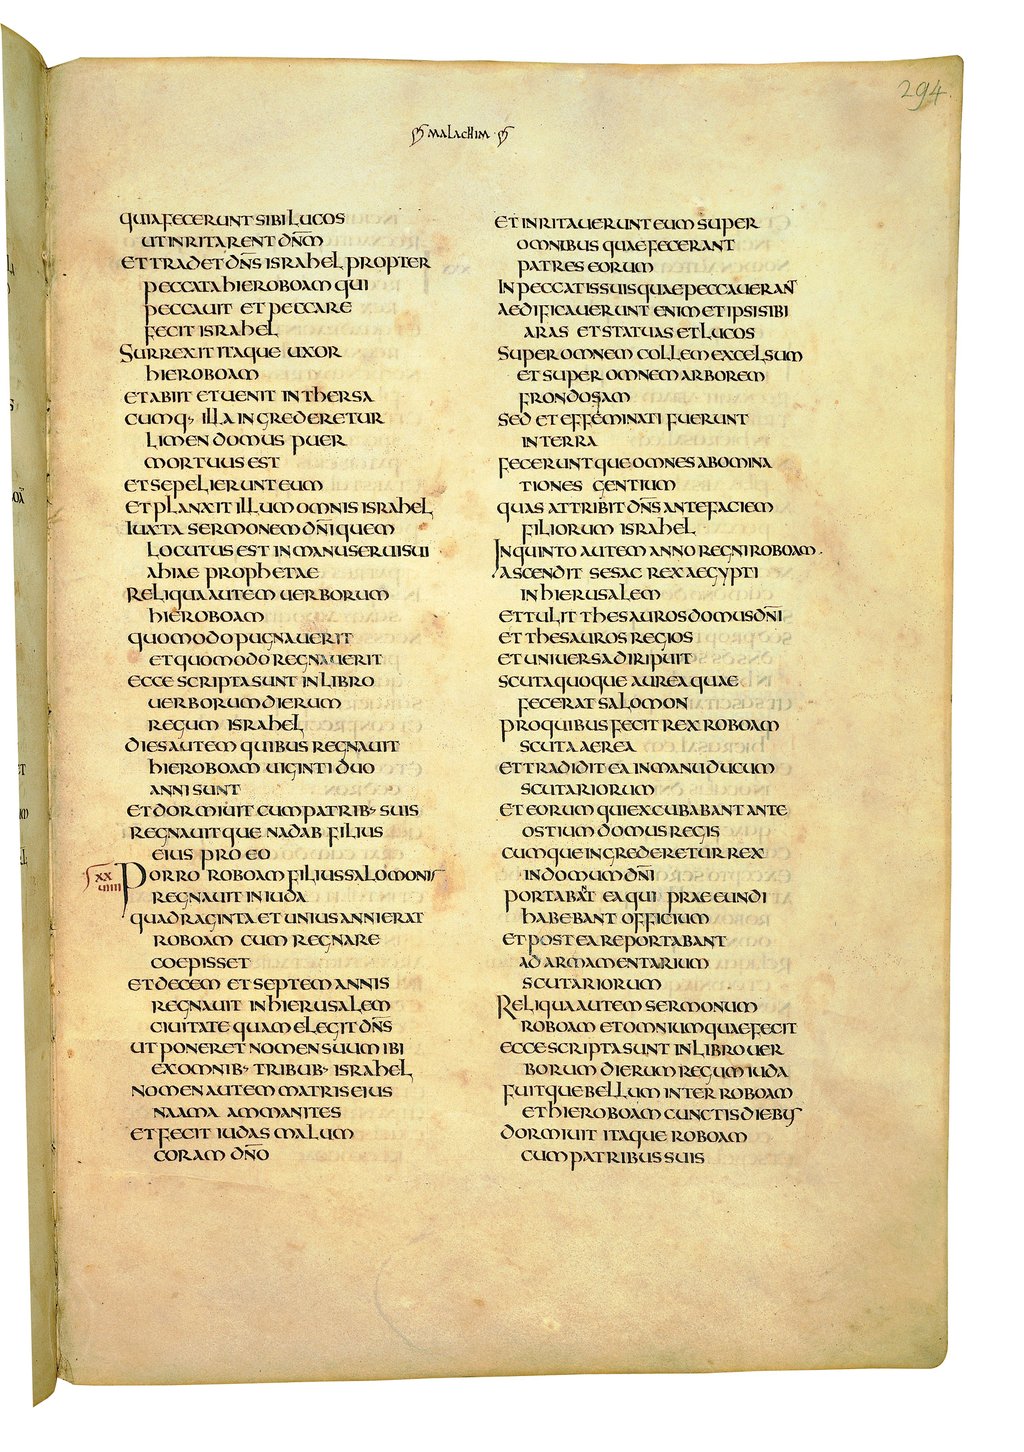 294
MALACHIM
QUIA FECERUNT SIBI LUCOS
UT INRITARENT DN̄M
ET TRADET DN̄S ISRAHEL PROPTER
PECCATA HIEROBOAM QUI
PECCAUIT ET PECCARE
FECIT ISRAHEL
SURREXIT ITAQUE UXOR
HIEROBOAM
ET ABIIT ET UENIT IN THERSA
CUMQ· ILLA INGREDERETUR
LIMEN DOMUS PUER
MORTUUS EST
ET SEPELIERUNT EUM
ET PLANXIT ILLUM OMNIS ISRAHEL
IUXTA SERMONEM DN̄I QUEM
LOCUTUS EST IN MANU SERUI SUI
AHIAE PROPHETAE
RELIQUA AUTEM UERBORUM
HIEROBOAM
QUOMODO PUGNAUERIT
ET QUOMODO REGNAUERIT
ECCE SCRIPTA SUNT IN LIBRO
UERBORUM DIERUM
REGUM ISRAHEL
DIES AUTEM QUIBUS REGNAUIT
HIEROBOAM UIGINTI DUO
ANNI SUNT
ET DORMIUIT CUM PATRIB· SUIS
REGNAUITQUE NADAB FILIUS
EIUS PRO EO
XXUIIII PORRO ROBOAM FILIUS SALOMONIS
REGNAUIT IN IUDA
QUADRAGINTA ET UNIUS ANNI ERAT
ROBOAM CUM REGNARE
COEPISSET
ET DECEM ET SEPTEM ANNIS
REGNAUIT IN HIERUSALEM
CIUITATE QUAM ELEGIT DN̄S
UT PONERET NOMEN SUUM IBI
EX OMNIB· TRIBUB· ISRAHEL
NOMEN AUTEM MATRIS EIUS
NAAMA AMMANITES
ET FECIT IUDAS MALUM
CORAM DN̄O
ET INRITAUERUNT EUM SUPER
OMNIBUS QUAE FECERANT
PATRES EORUM
IN PECCATIS SUIS QUAE PECCAUERAN̄
AEDIFICAUERUNT ENIM ET IPSI SIBI
ARAS ET STATUAS ET LUCOS
SUPER OMNEM COLLEM EXCELSUM
ET SUPER OMNEM ARBOREM
FRONDOSAM
SED ET EFFEMINATI FUERUNT
IN TERRA
FECERUNTQUE OMNES ABOMINA
TIONES GENTIUM
QUAS ATTRIBIT DN̄S ANTE FACIEM
FILIORUM ISRAHEL
IN QUINTO AUTEM ANNO REGNI ROBOAM·
ASCENDIT SESAC REX AEGYPTI
IN HIERUSALEM
ET TULIT THESAUROS DOMUS DN̄I
ET THESAUROS REGIOS
ET UNIUERSA DIRIPUIT
SCUTA QUOQUE AUREA QUAE
FECERAT SALOMON
PRO QUIBUS FECIT REX ROBOAM
SCUTA AEREA
ET TRADIDIT EA IN MANU DUCUM
SCUTARIORUM
ET EORUM QUI EXCUBABANT ANTE
OSTIUM DOMUS REGIS
CUMQUE INGREDERETUR REX
IN DOMUM DN̄I
PORTABANT EA QUI PRAEEUNDI
HABEBANT OFFICIUM
ET POSTEA REPORTABANT
AD ARMAMENTARIUM
SCUTARIORUM
RELIQUA AUTEM SERMONUM
ROBOAM ET OMNIUM QUAE FECIT
ECCE SCRIPTA SUNT IN LIBRO UER
BORUM DIERUM REGUM IUDA
FUITQUE BELLUM INTER ROBOAM
ET HIEROBOAM CUNCTIS DIEBUS
DORMIUIT ITAQUE ROBOAM
CUM PATRIBUS SUIS